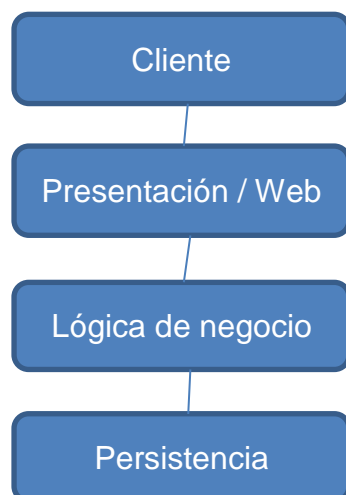 Cliente
Presentación / Web
Lógica de negocio
Persistencia